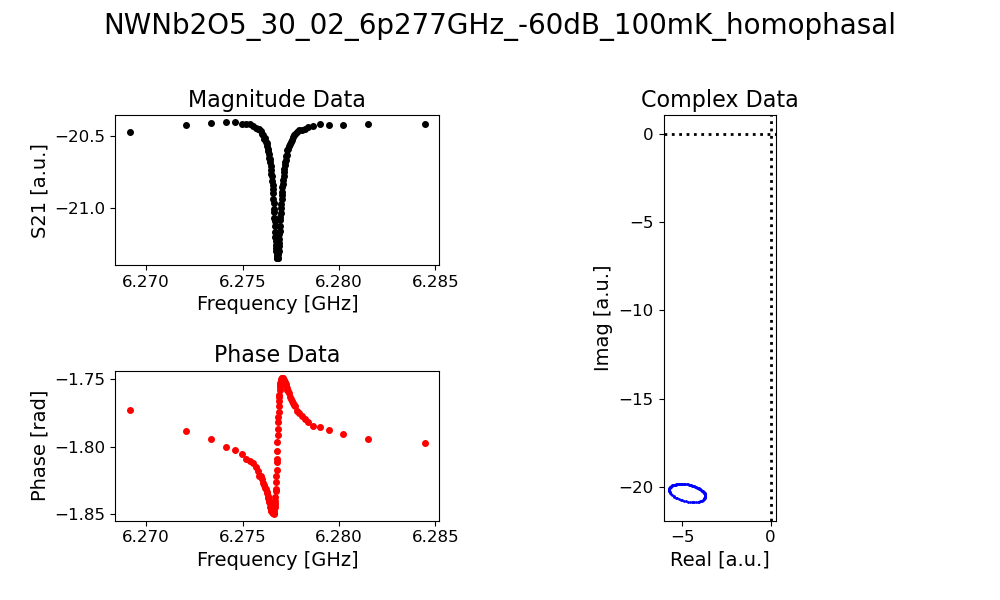 NWNb2O5_30_02_6p277GHz_-60dB_100mK_homophasal
Magnitude Data
S21 [a.u.]
−20.5
−21.0
6.270 6.275 6.280 6.285
Frequency [GHz]
Phase Data
Phase [rad]
−1.75
−1.80
−1.85
6.270 6.275 6.280 6.285
Frequency [GHz]
Complex Data
Imag [a.u.]
0
−5
−10
−15
−20
−5 0
Real [a.u.]